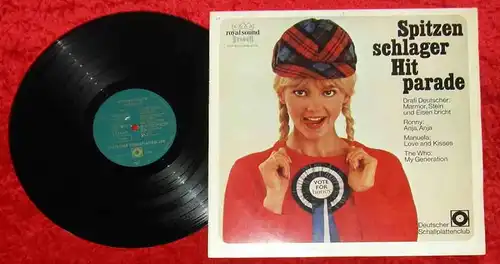 royal sound
STEREO
Spitzen
schlager
Hit
parade
Drafi Deutscher:
Marmor, Stein
und Eisen bricht
Ronny:
Anja, Anja
Manuela:
Love and Kisses
The Who:
My Generation
VOTE
FOR
Deutscher
Schallplattenclub